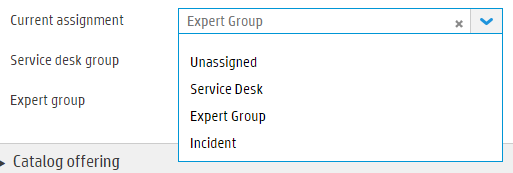 Current assignment
Expert Group
Unassigned
Service desk group
Service Desk
Expert group
Expert Group
Incident
Catalog offering